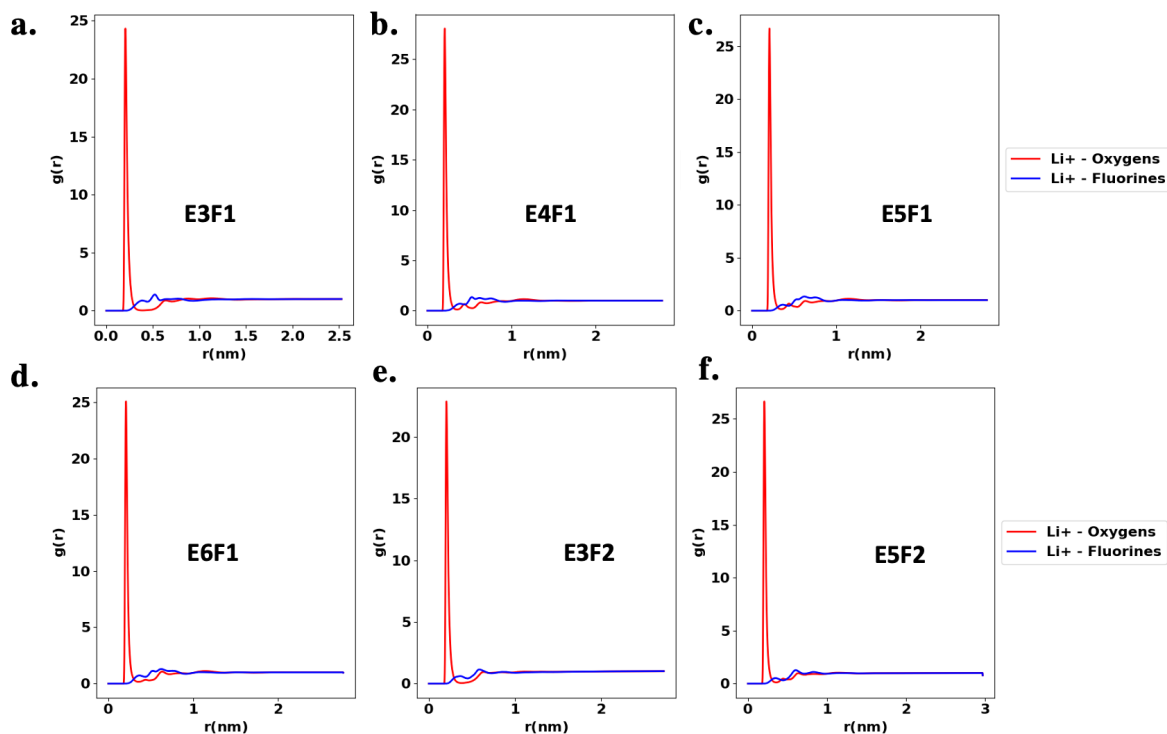 a.
25
20
15
10
5
0
g(r)
E3F1
0.0 0.5 1.0 1.5 2.0 2.5
r(nm)
b.
25
20
15
10
5
0
g(r)
E4F1
0 1 2
r(nm)
c.
25
20
15
10
5
0
g(r)
E5F1
0 1 2
r(nm)
Li+ - Oxygens
Li+ - Fluorines
d.
25
20
15
10
5
0
g(r)
E6F1
0 1 2
r(nm)
e.
20
15
10
5
0
g(r)
E3F2
0 1 2
r(nm)
f.
25
20
15
10
5
0
g(r)
E5F2
0 1 2 3
r(nm)
Li+ - Oxygens
Li+ - Fluorines